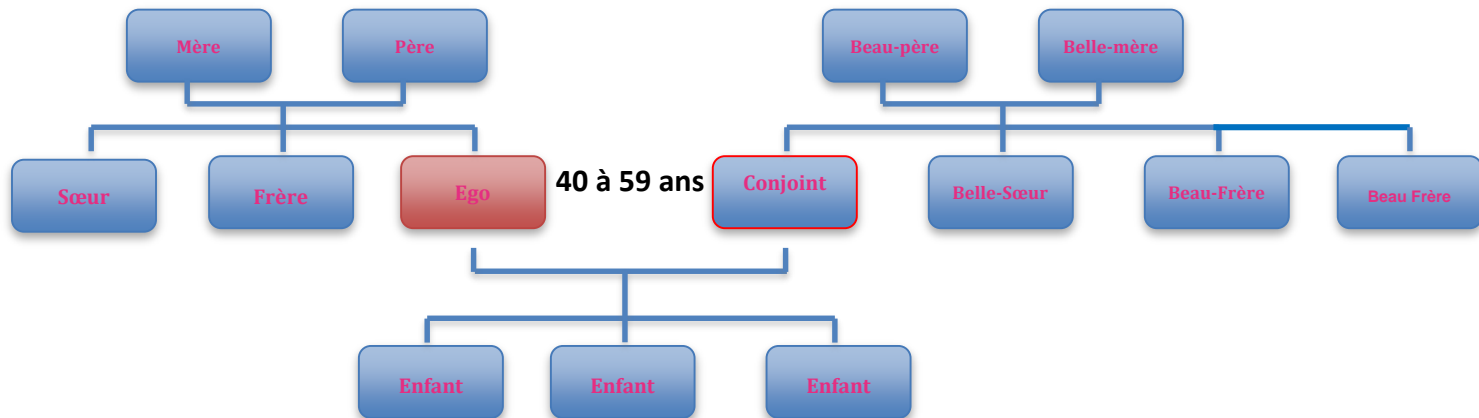 Mère
Père
Beau-père
Belle-mère
Sœur
Frère
Ego
40 à 59 ans
Conjoint
Belle-Sœur
Beau-Frère
Beau Frère
Enfant
Enfant
Enfant